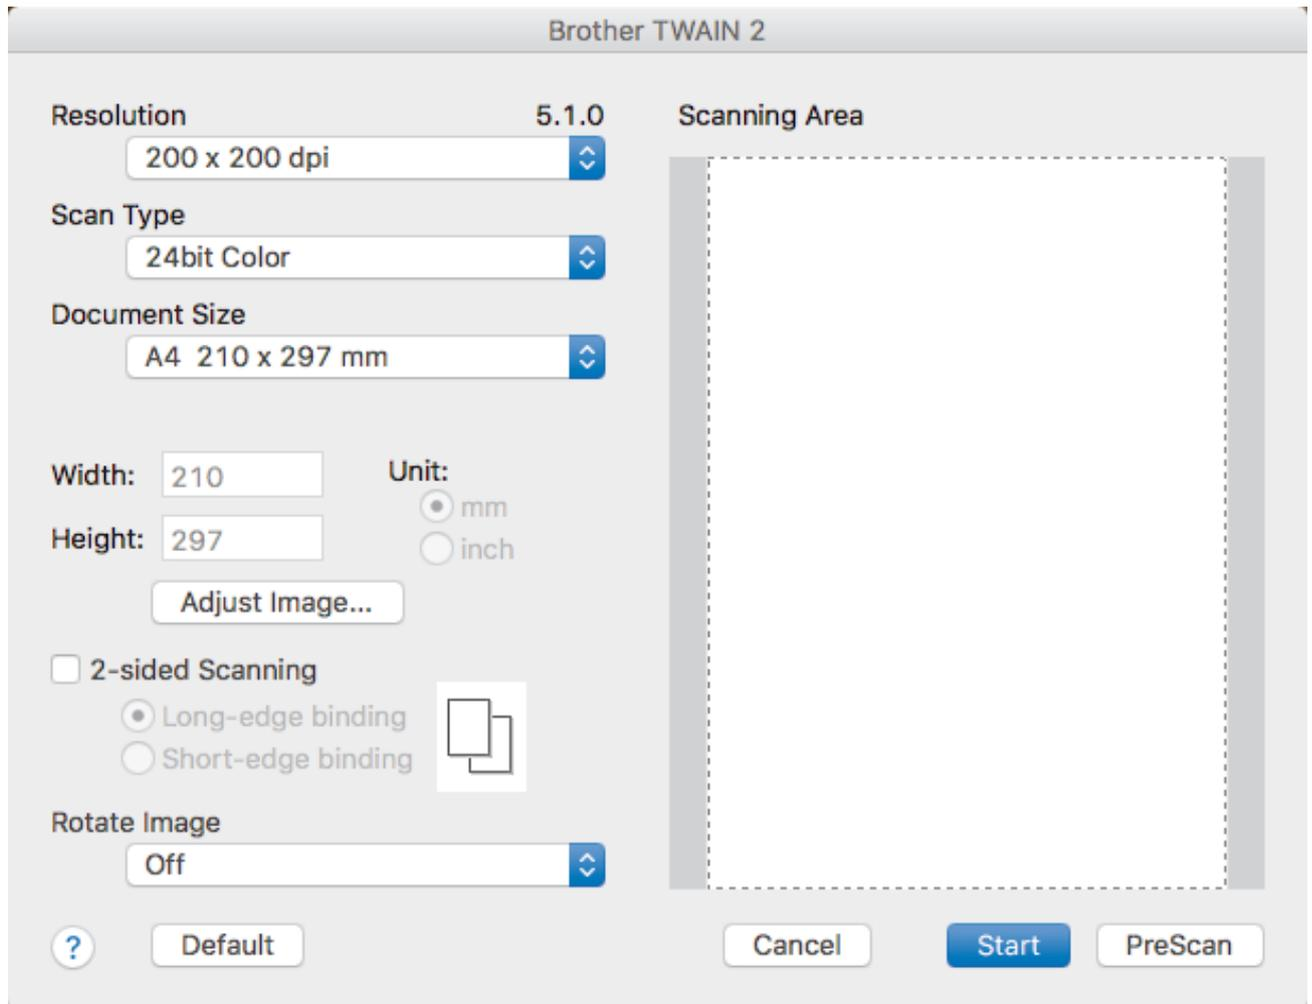 Brother TWAIN 2
Resolution 5.1.0
200 x 200 dpi
Scan Type
24bit Color
Document Size
A4 210 x 297 mm
Width: 210
Height: 297
Unit:
mm
inch
Adjust Image...
2-sided Scanning
Long-edge binding
Short-edge binding
Rotate Image
Off
? Default
Scanning Area
Cancel Start PreScan